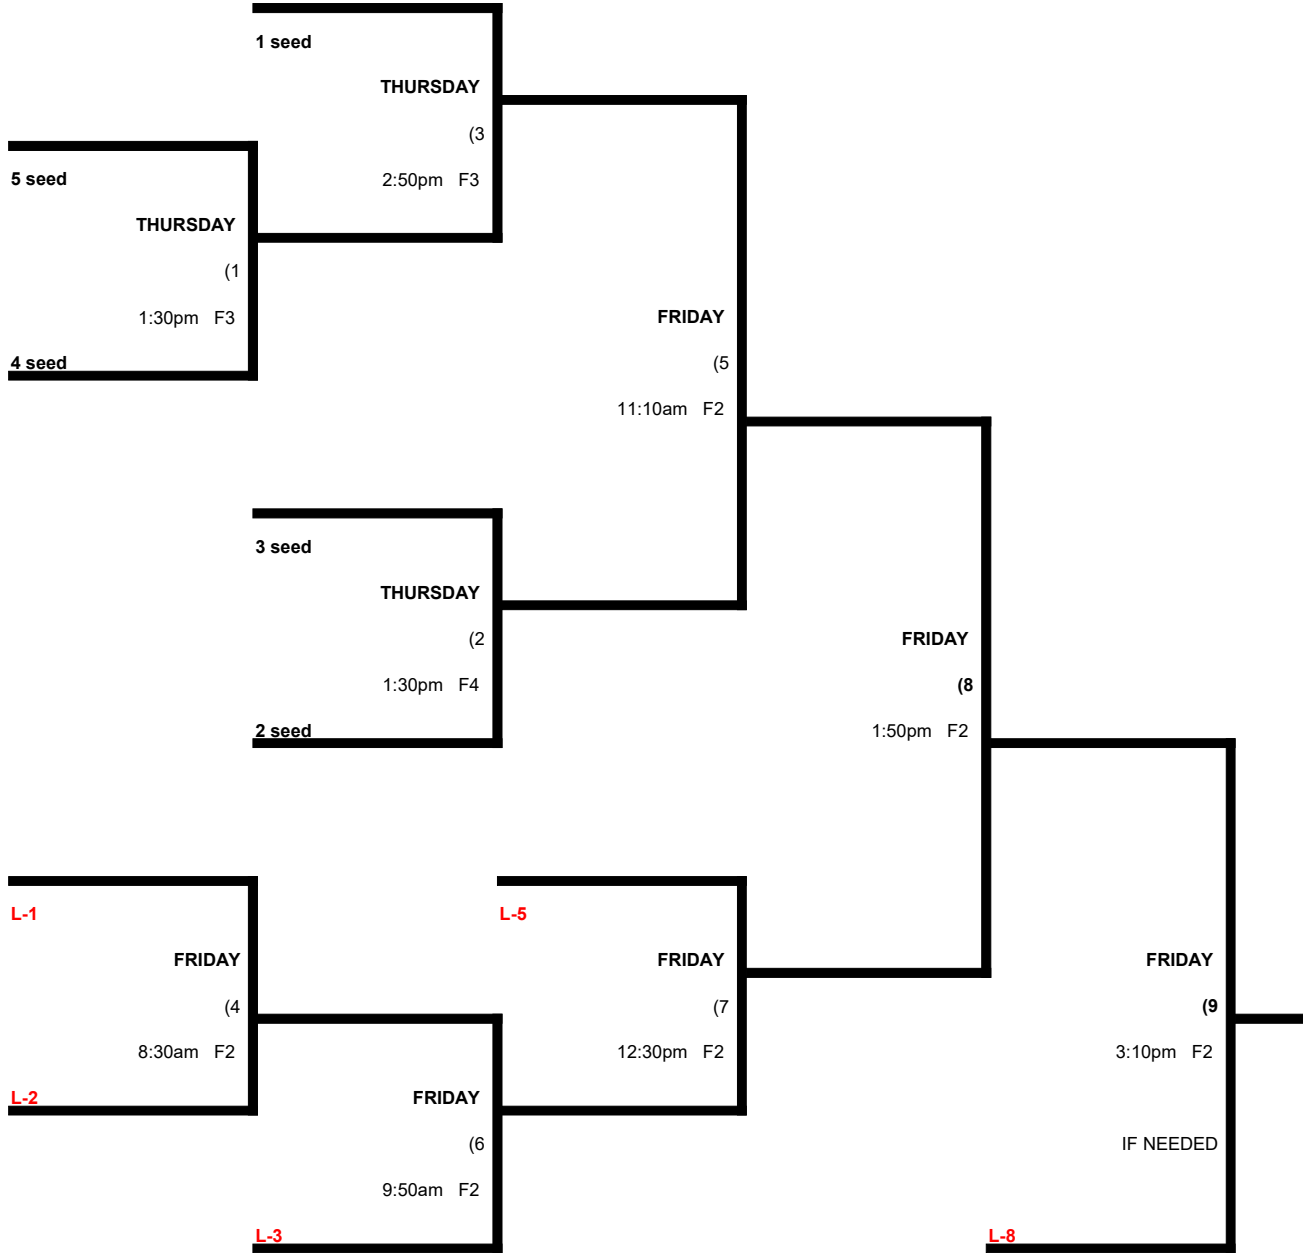 1 seed
THURSDAY
(3
2:50pm F3
5 seed
THURSDAY
(1
1:30pm F3
4 seed
FRIDAY
(5
11:10am F2
3 seed
THURSDAY
(2
1:30pm F4
2 seed
FRIDAY
(8
1:50pm F2
L-1
FRIDAY
(4
8:30am F2
L-2
L-5
FRIDAY
(7
12:30pm F2
FRIDAY
(6
9:50am F2
L-3
FRIDAY
(9
3:10pm F2
IF NEEDED
L-8